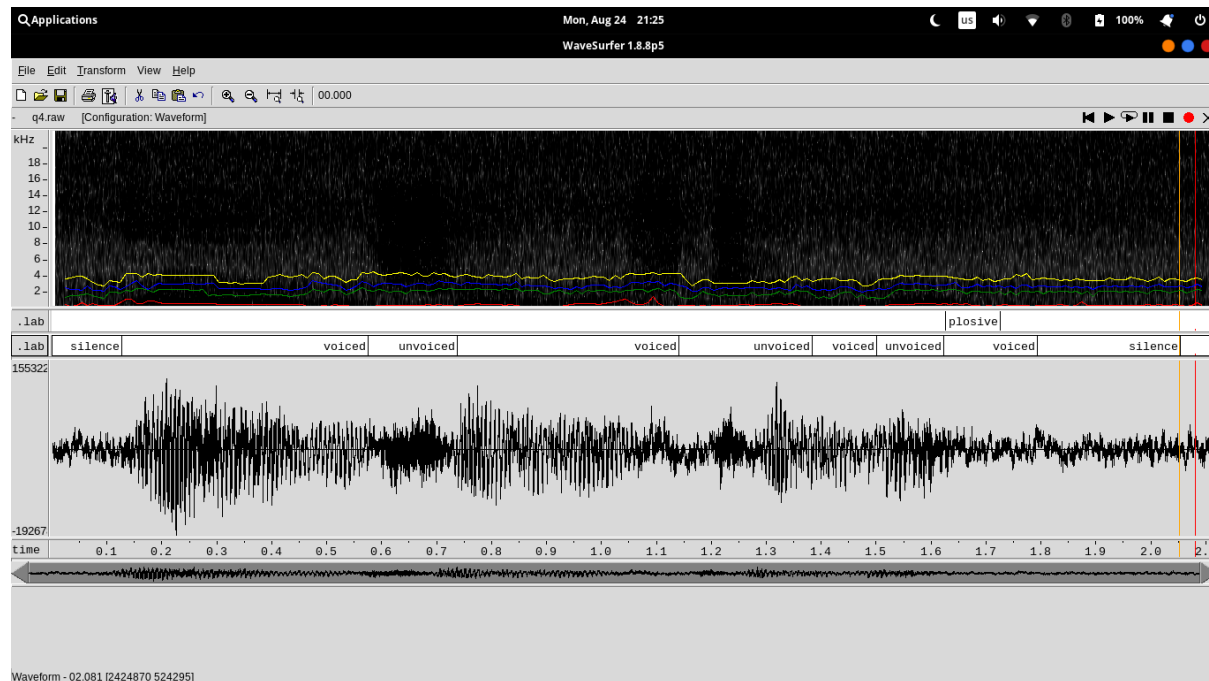 Applications Mon, Aug 24 21:25 us 100%
WaveSurfer 1.8.8p5
File Edit Transform View Help
00.000
- q4.raw [Configuration: Waveform]
kHz
18
16
14
12
10
8
6
4
2
.lab plosive
.lab silence voiced unvoiced voiced unvoiced voiced unvoiced voiced silence
155322
-19267
time 0.1 0.2 0.3 0.4 0.5 0.6 0.7 0.8 0.9 1.0 1.1 1.2 1.3 1.4 1.5 1.6 1.7 1.8 1.9 2.0 2.
Waveform - 02.081 [2424870 524295]